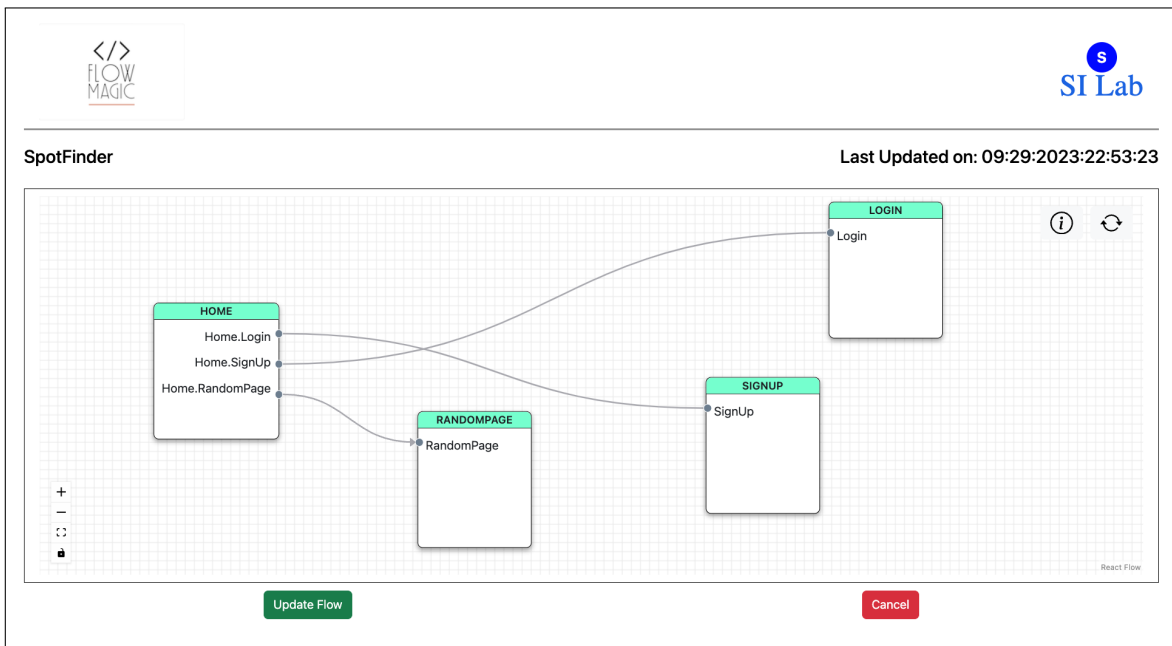 </>
FLOW
MAGIC
S
SI Lab
SpotFinder
Last Updated on: 09:29:2023:22:53:23
LOGIN
Login
HOME
Home.Login
Home.SignUp
Home.RandomPage
SIGNUP
SignUp
RANDOMPAGE
RandomPage
React Flow
Update Flow
Cancel